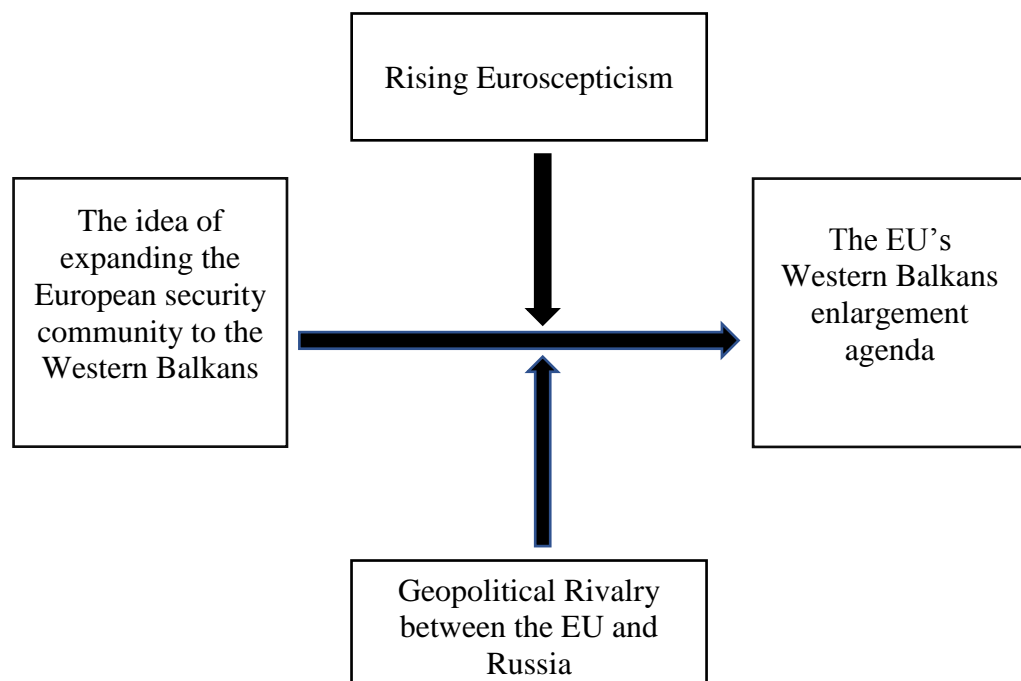 Rising Euroscepticism
The idea of
expanding the
European security
community to the
Western Balkans
The EU’s
Western Balkans
enlargement
agenda
Geopolitical Rivalry
between the EU and
Russia